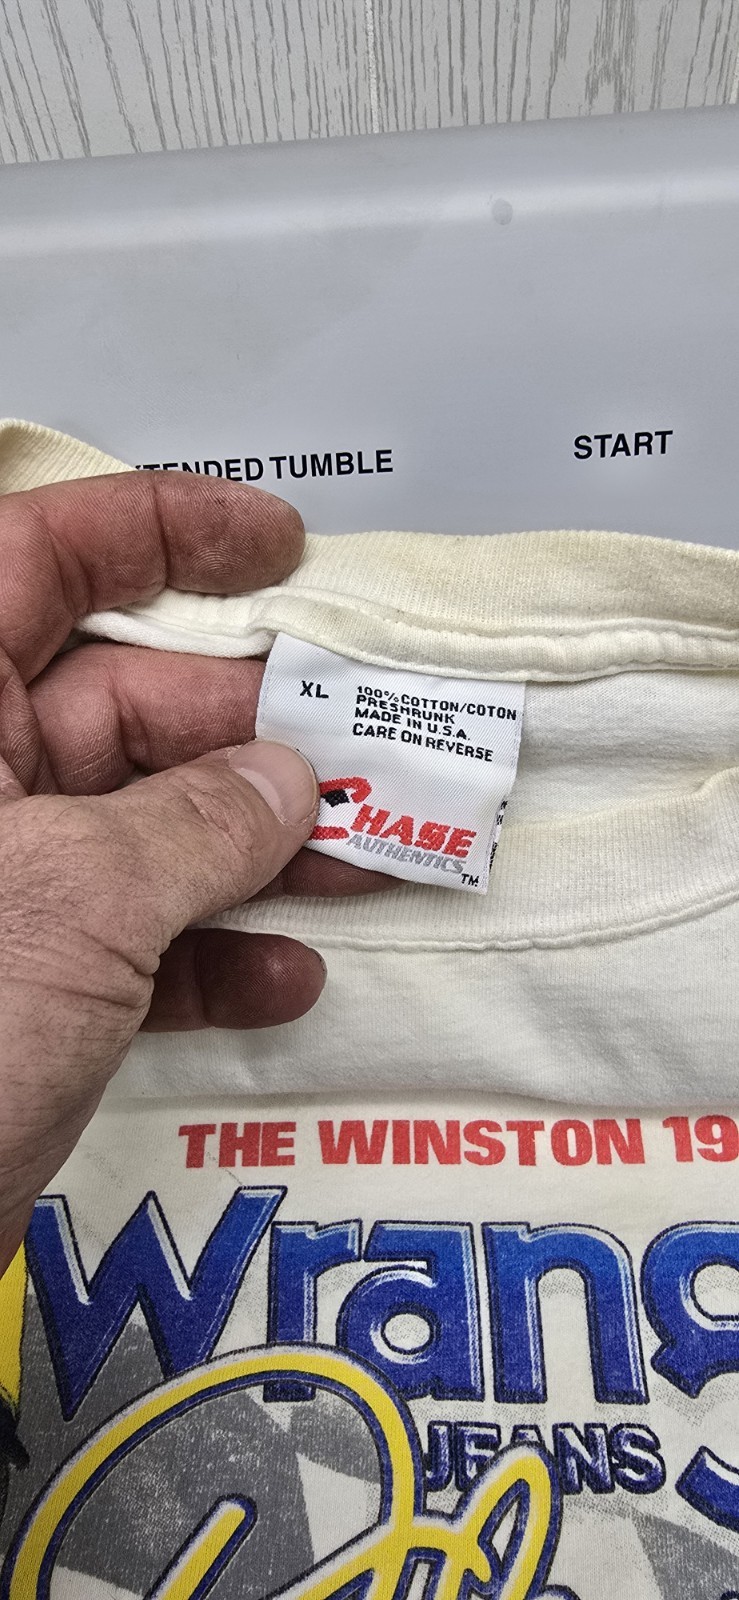 TENDED TUMBLE
START
XL
100% COTTON/COTON
PRESHRUNK
MADE IN U.S.A.
CARE ON REVERSE
CHASE
AUTHENTICS
TM
THE WINSTON 19
Wrang
JEANS